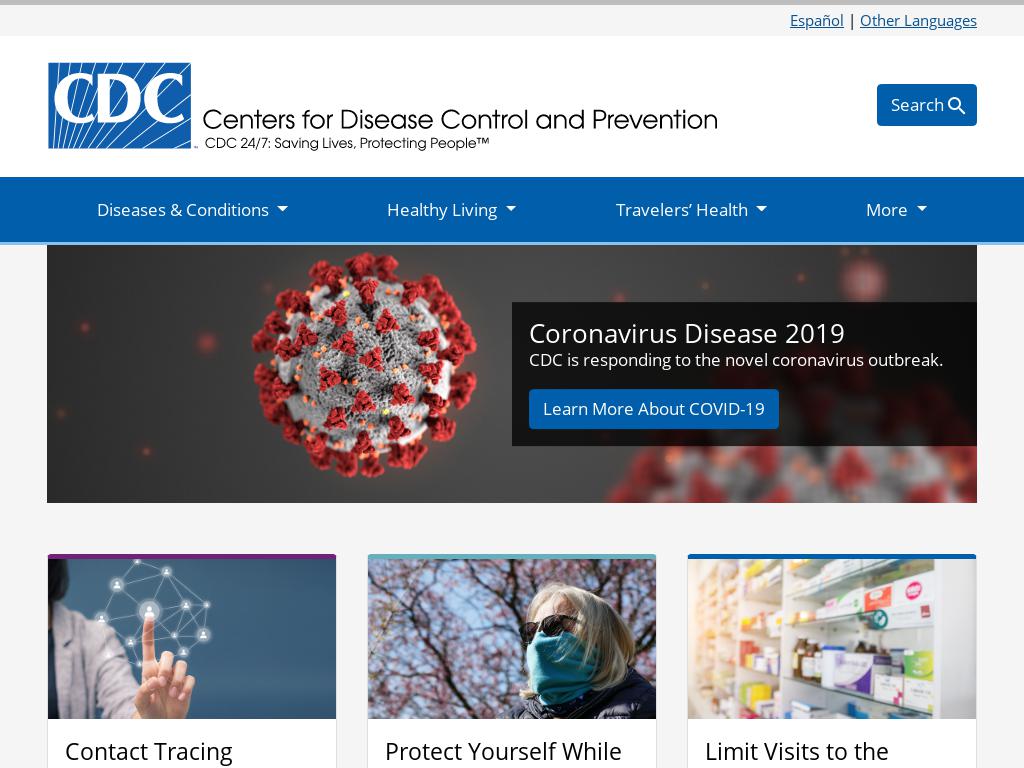 Español | Other Languages
CDC
Centers for Disease Control and Prevention
CDC 24/7: Saving Lives, Protecting People™
Search
Diseases & Conditions
Healthy Living
Travelers’ Health
More
Coronavirus Disease 2019
CDC is responding to the novel coronavirus outbreak.
Learn More About COVID-19
Contact Tracing
Protect Yourself While
Limit Visits to the